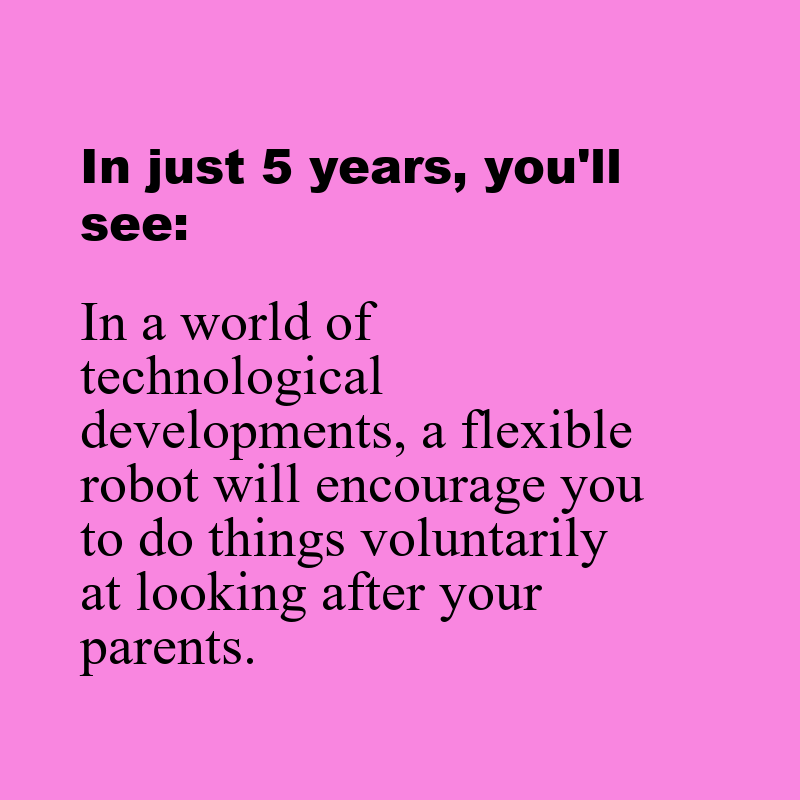 In just 5 years, you'll
see:
In a world of
technological
developments, a flexible
robot will encourage you
to do things voluntarily
at looking after your
parents.